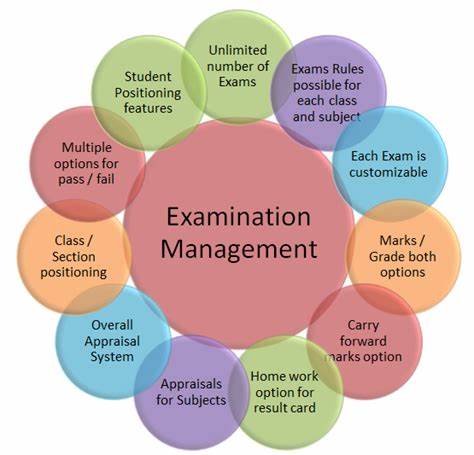 Unlimited
number of
Exams
Exams Rules
possible for
each class
and subject
Each Exam is
customizable
Marks /
Grade both
options
Carry
forward
marks option
Home work
option for
result card
Appraisals
for Subjects
Overall
Appraisal
System
Class /
Section
positioning
Multiple
options for
pass / fail
Student
Positioning
features
Examination
Management